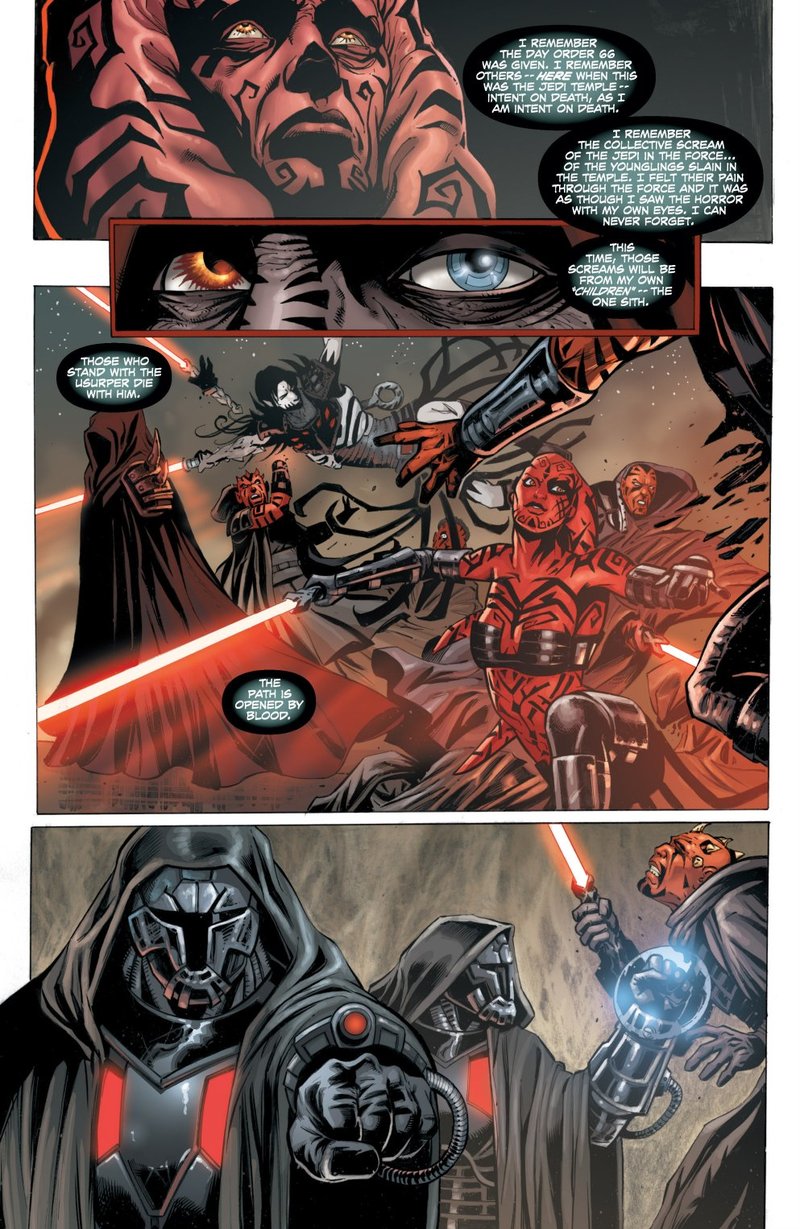 I REMEMBER
THE DAY ORDER 66
WAS GIVEN. I REMEMBER
OTHERS -- HERE WHEN THIS
WAS THE JEDI TEMPLE --
INTENT ON DEATH, AS I
AM INTENT ON DEATH.
I REMEMBER
THE COLLECTIVE SCREAM
OF THE JEDI IN THE FORCE...
OF THE YOUNGLINGS SLAIN IN
THE TEMPLE. I FELT THEIR PAIN
THROUGH THE FORCE AND IT WAS
AS THOUGH I SAW THE HORROR
WITH MY OWN EYES. I CAN
NEVER FORGET.
THIS
TIME, THOSE
SCREAMS WILL BE
FROM MY OWN
"CHILDREN" -- THE
ONE SITH.
THOSE WHO
STAND WITH THE
USURPER DIE
WITH HIM.
THE
PATH IS
OPENED BY
BLOOD.